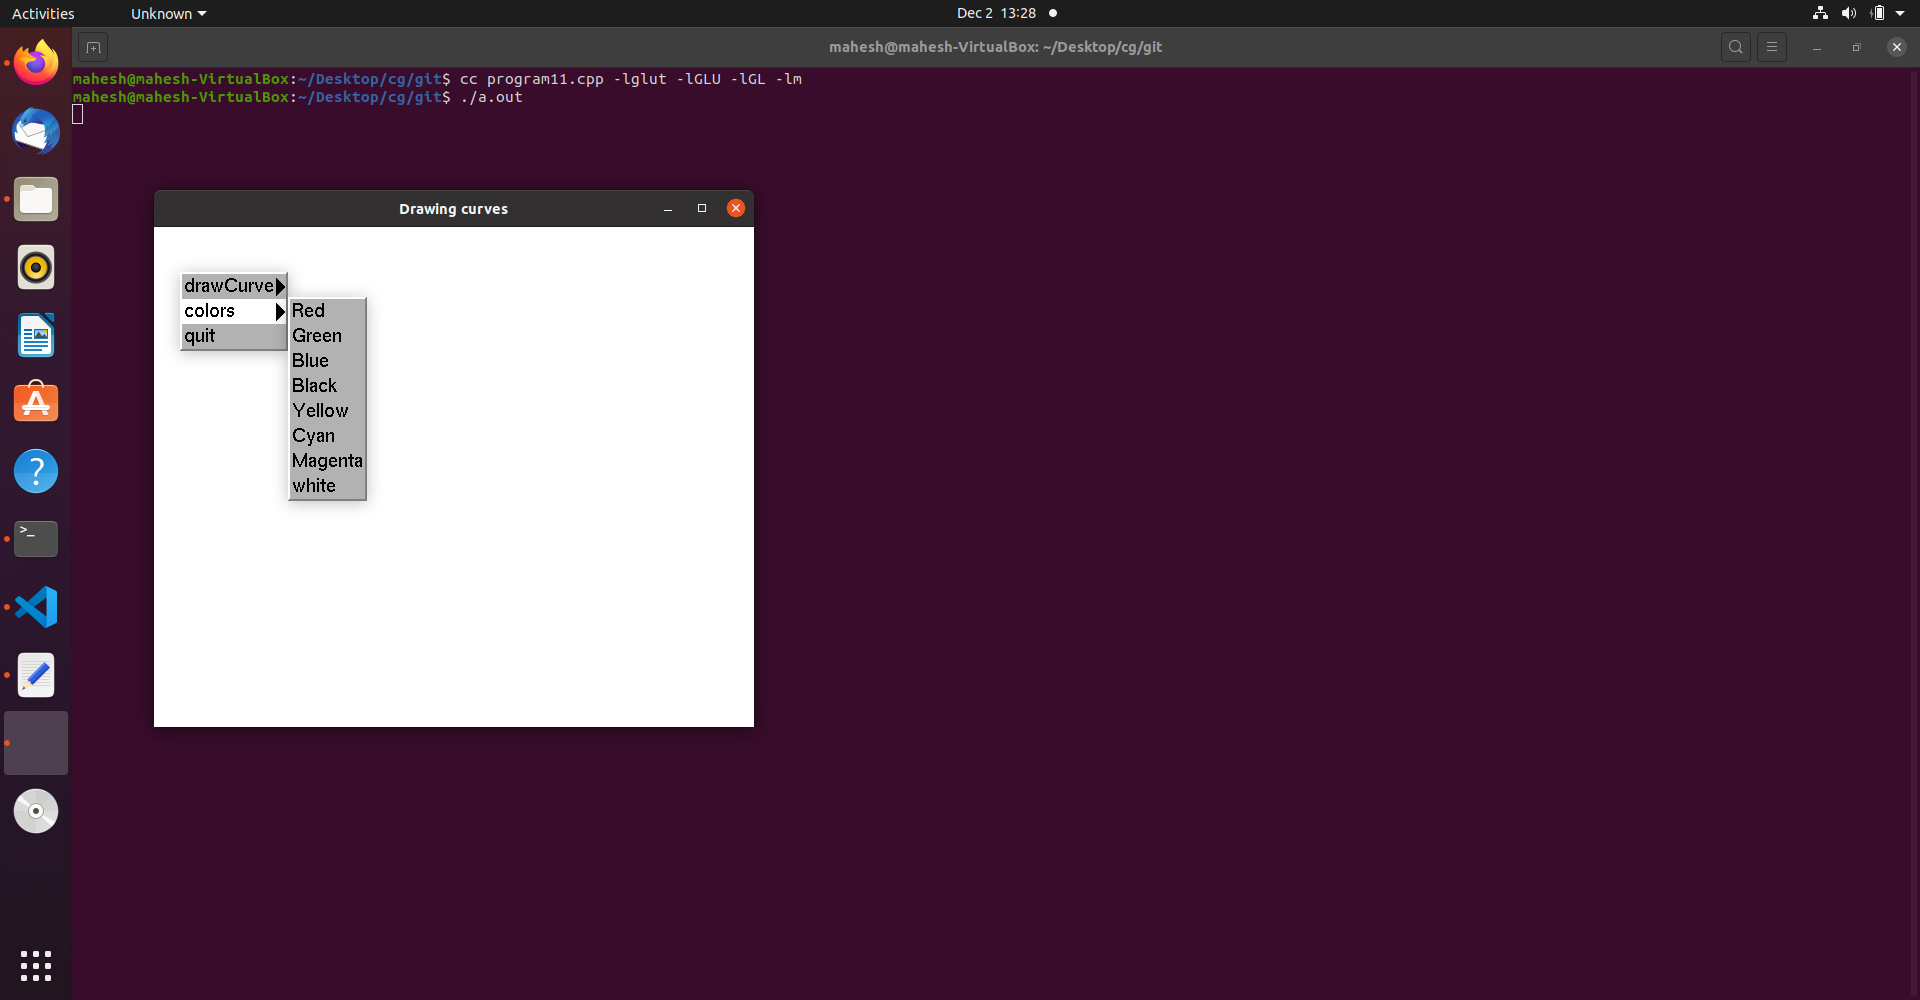 Activities Unknown Dec 2 13:28
mahesh@mahesh-VirtualBox: ~/Desktop/cg/git
mahesh@mahesh-VirtualBox:~/Desktop/cg/git$ cc program11.cpp -lglut -lGLU -lGL -lm
mahesh@mahesh-VirtualBox:~/Desktop/cg/git$ ./a.out
Drawing curves
drawCurve
colors
quit
Red
Green
Blue
Black
Yellow
Cyan
Magenta
white